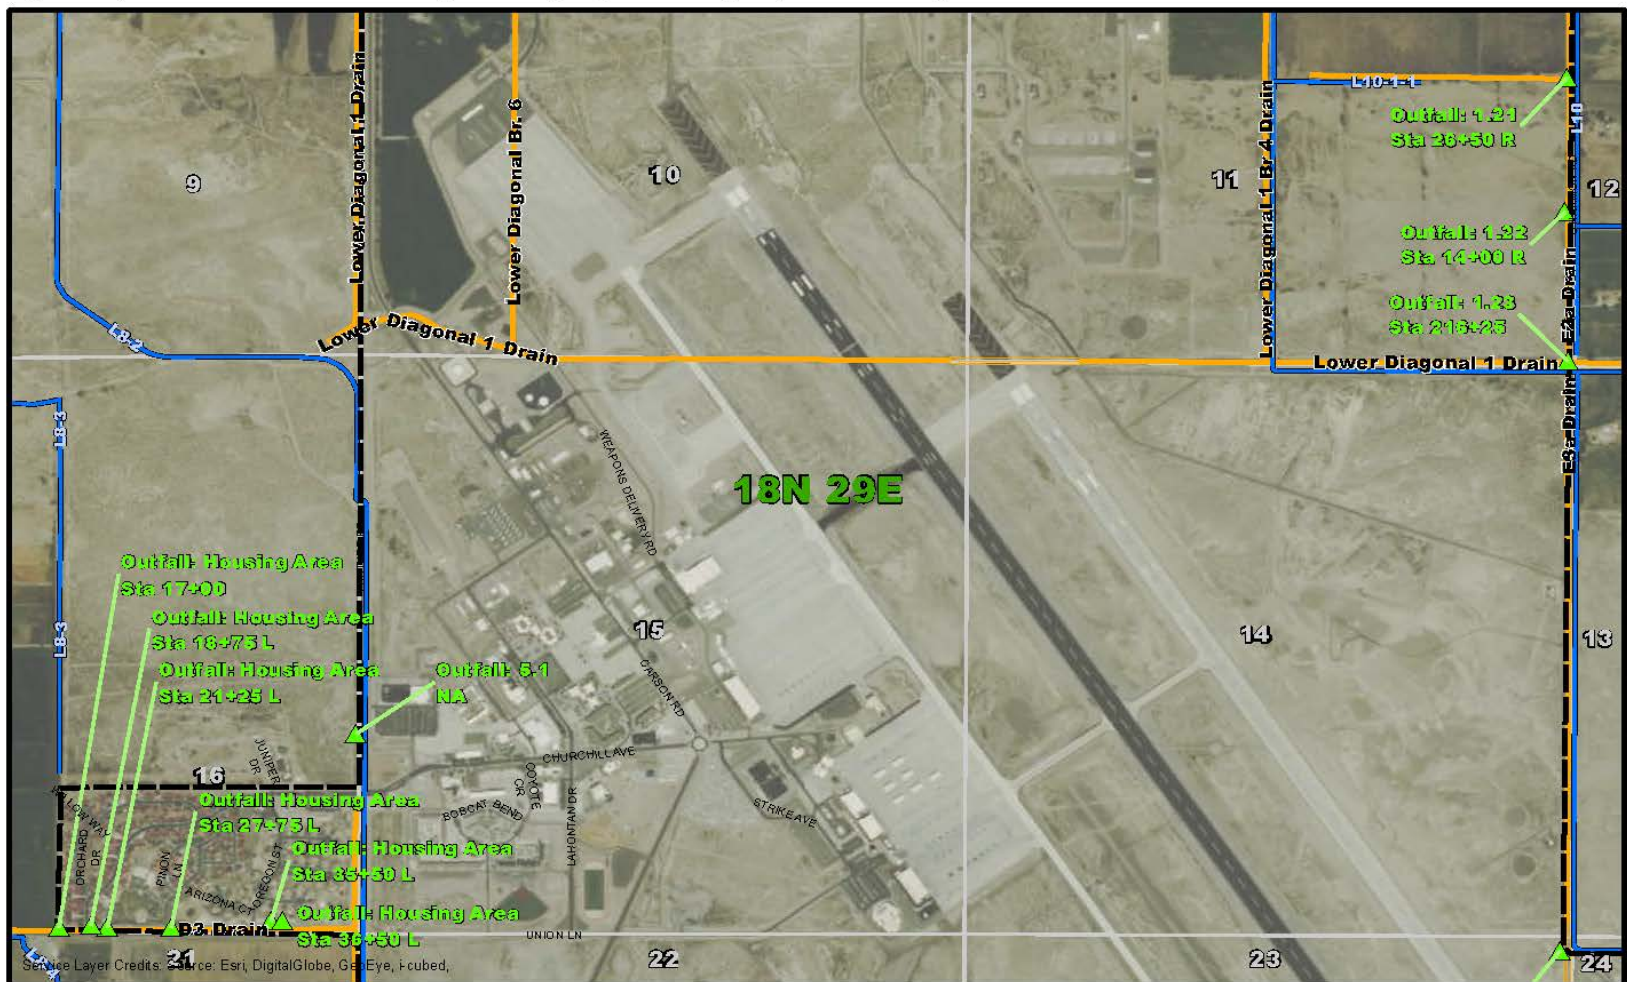 Lower Diagonal 1 Drain
Lower Diagonal Br. 6
Lower Diagonal 1 Br 4 Drain
L10-1-1
L10
Outfall: 1.21
Sta 26+50 R
9
10
11
12
Outfall: 1.22
Sta 14+00 R
E2a Drain
Outfall: 1.23
Sta 216+25
L8-2
Lower Diagonal 1 Drain
Lower Diagonal 1 Drain
E3a Drain
L8-3
WEAPONS DELIVERY RD
18N 29E
Outfall: Housing Area
Sta 17+00
Outfall: Housing Area
Sta 18+75 L
L8-3
15
14
13
Outfall: Housing Area
Sta 21+25 L
Outfall: 5.1
NA
CARSON RD
JUNIPER
DR
CHURCHILL AVE
16
COYOTE
CIR
WILLOW WAY
Outfall: Housing Area
Sta 27+75 L
BOBCAT BEND
LAHONTAN DR
STRIKE AVE
ORCHARD
DR
PINON
LN
OREGON ST
Outfall: Housing Area
Sta 35+50 L
ARIZONA CT
Outfall: Housing Area
Sta 36+50 L
D3 Drain
UNION LN
21
22
23
24
Service Layer Credits: Source: Esri, DigitalGlobe, GeoEye, i-cubed,